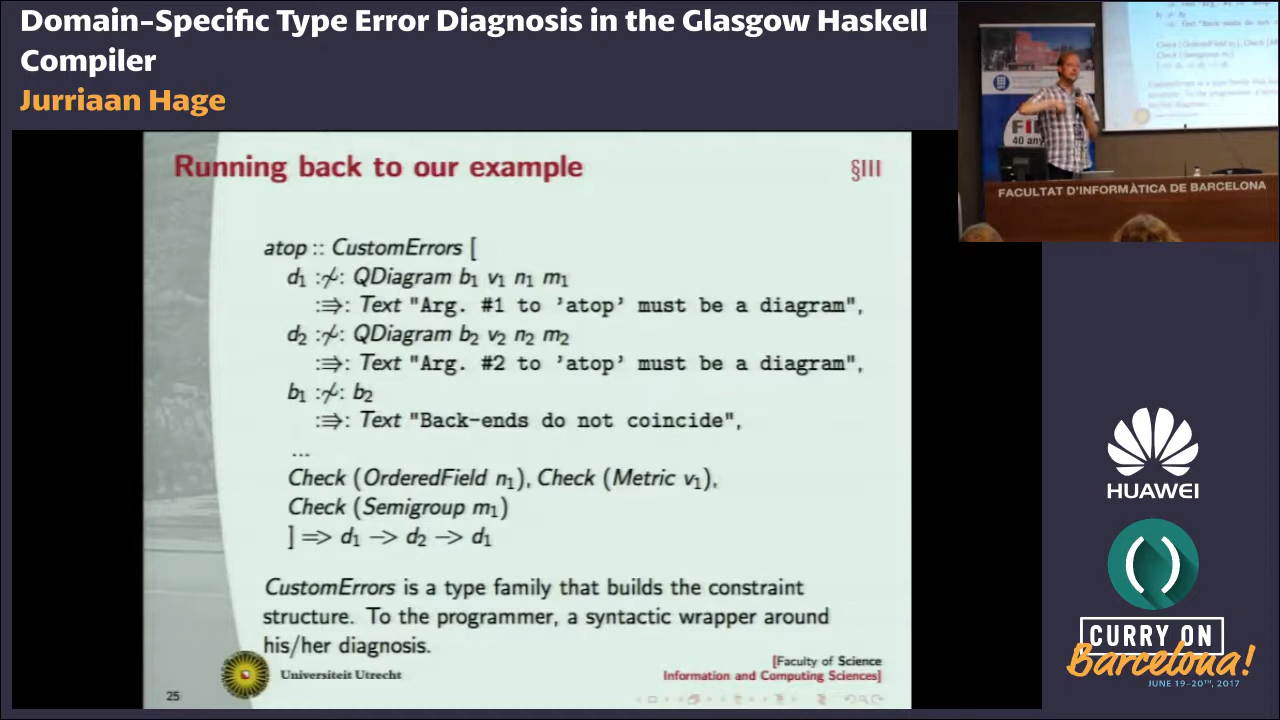 Domain-Specific Type Error Diagnosis in the Glasgow Haskell
Compiler
Jurriaan Hage
Running back to our example
§III
atop :: CustomErrors [
d₁ :≁: QDiagram b₁ v₁ n₁ m₁
:⇛: Text "Arg. #1 to 'atop' must be a diagram",
d₂ :≁: QDiagram b₂ v₂ n₂ m₂
:⇛: Text "Arg. #2 to 'atop' must be a diagram",
b₁ :≁: b₂
:⇛: Text "Back-ends do not coincide",
...
Check (OrderedField n₁), Check (Metric v₁),
Check (Semigroup m₁)
] => d₁ -> d₂ -> d₁
CustomErrors is a type family that builds the constraint
structure. To the programmer, a syntactic wrapper around
his/her diagnosis.
Universiteit Utrecht
[Faculty of Science
Information and Computing Sciences]
25
40 any
FACULTAT D'INFORMÀTICA DE BARCELONA
HUAWEI
CURRY ON
Barcelona!
JUNE 19-20TH, 2017